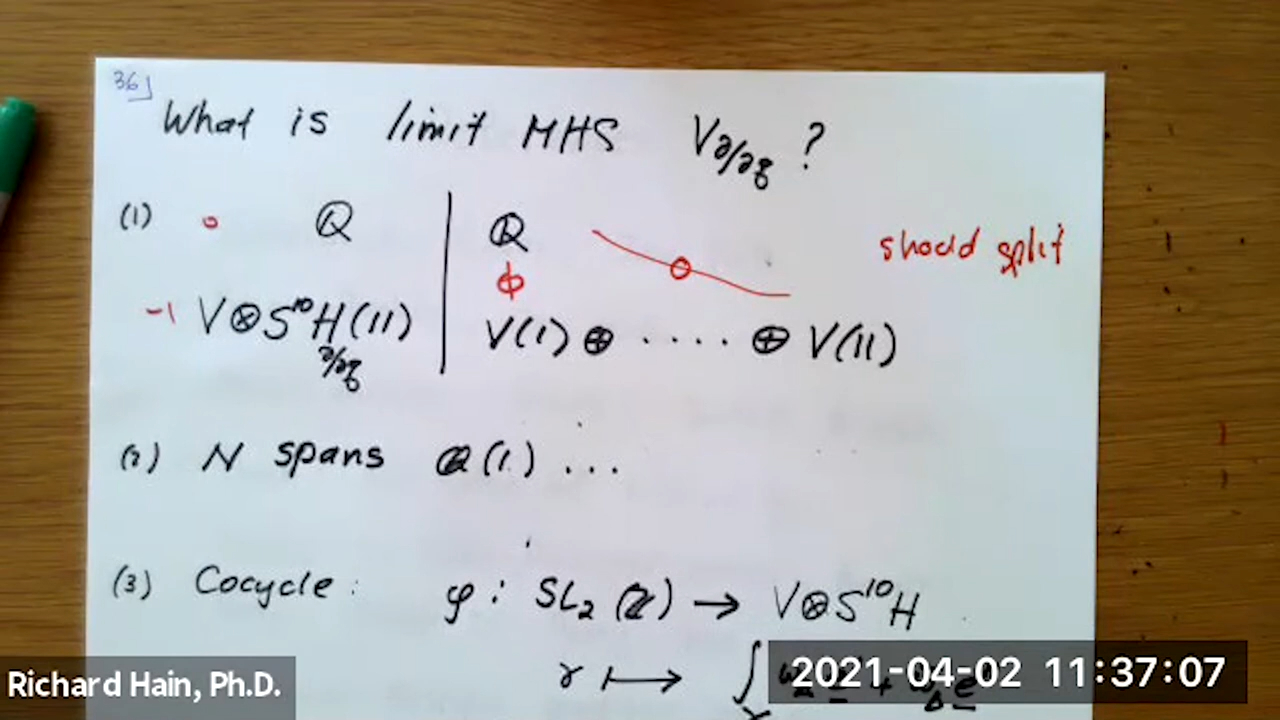 36
What is limit MHS V∂/∂q ?
(1) 0 Q | Q should split
-1 V⊗S¹⁰H(11) ∂/∂q | V(1) ⊕ ..... ⊕ V(11)
(2) N spans Q(1) ...
(3) Cocycle: φ : SL₂(Z) → V⊗S¹⁰H
γ ↦ ∫γ
2021-04-02 11:37:07
Richard Hain, Ph.D.